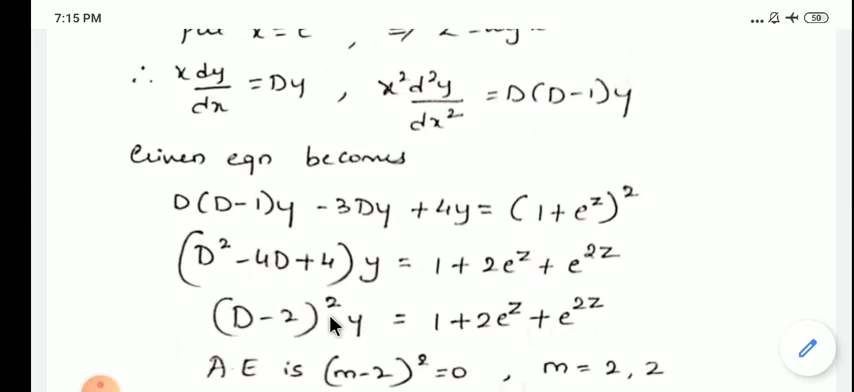 7:15 PM ... 50
x = e , ⇒ z = log x
∴ x dy/dx = Dy , x² d²y/dx² = D(D-1)y
Given eqn becomes
D(D-1)y - 3Dy + 4y = (1 + e^z)²
(D² - 4D + 4) y = 1 + 2e^z + e^2z
(D - 2)² y = 1 + 2e^z + e^2z
A.E is (m-2)² = 0 , m = 2, 2